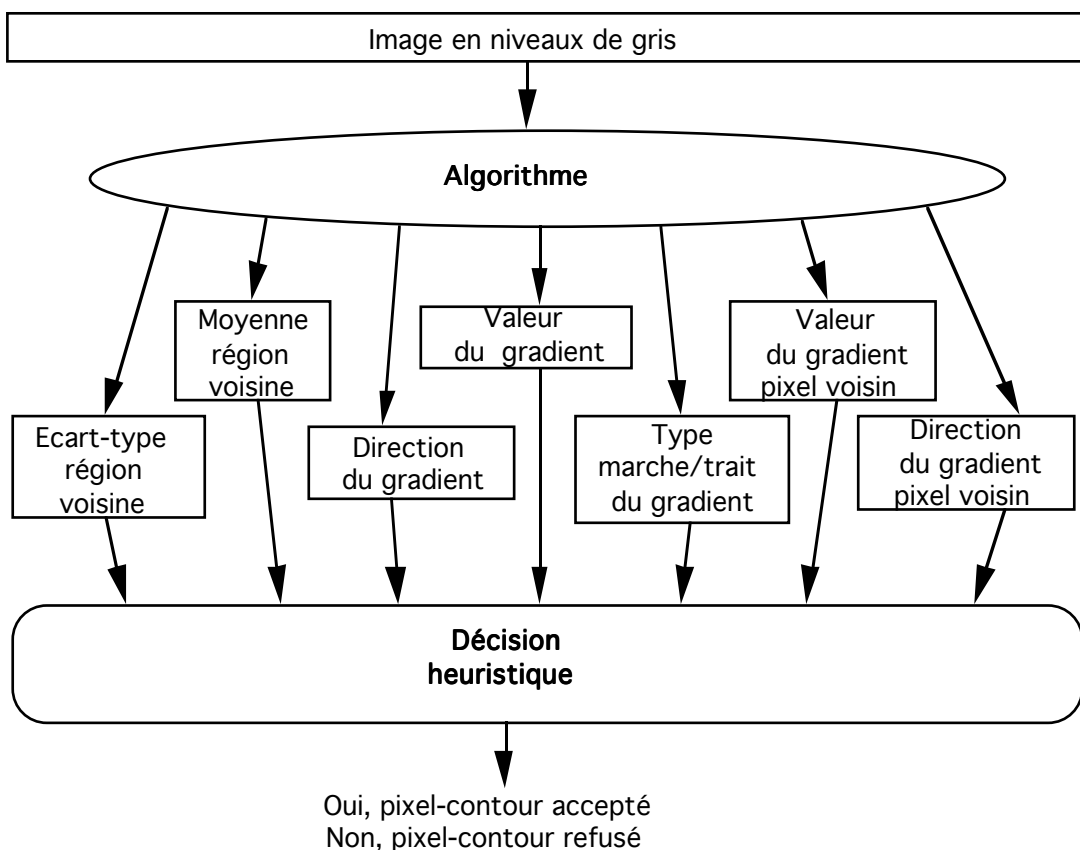 Image en niveaux de gris
Algorithme
Ecart-type
région
voisine
Moyenne
région
voisine
Direction
du gradient
Valeur
du gradient
Type
marche/trait
du gradient
Valeur
du gradient
pixel voisin
Direction
du gradient
pixel voisin
Décision
heuristique
Oui, pixel-contour accepté
Non, pixel-contour refusé